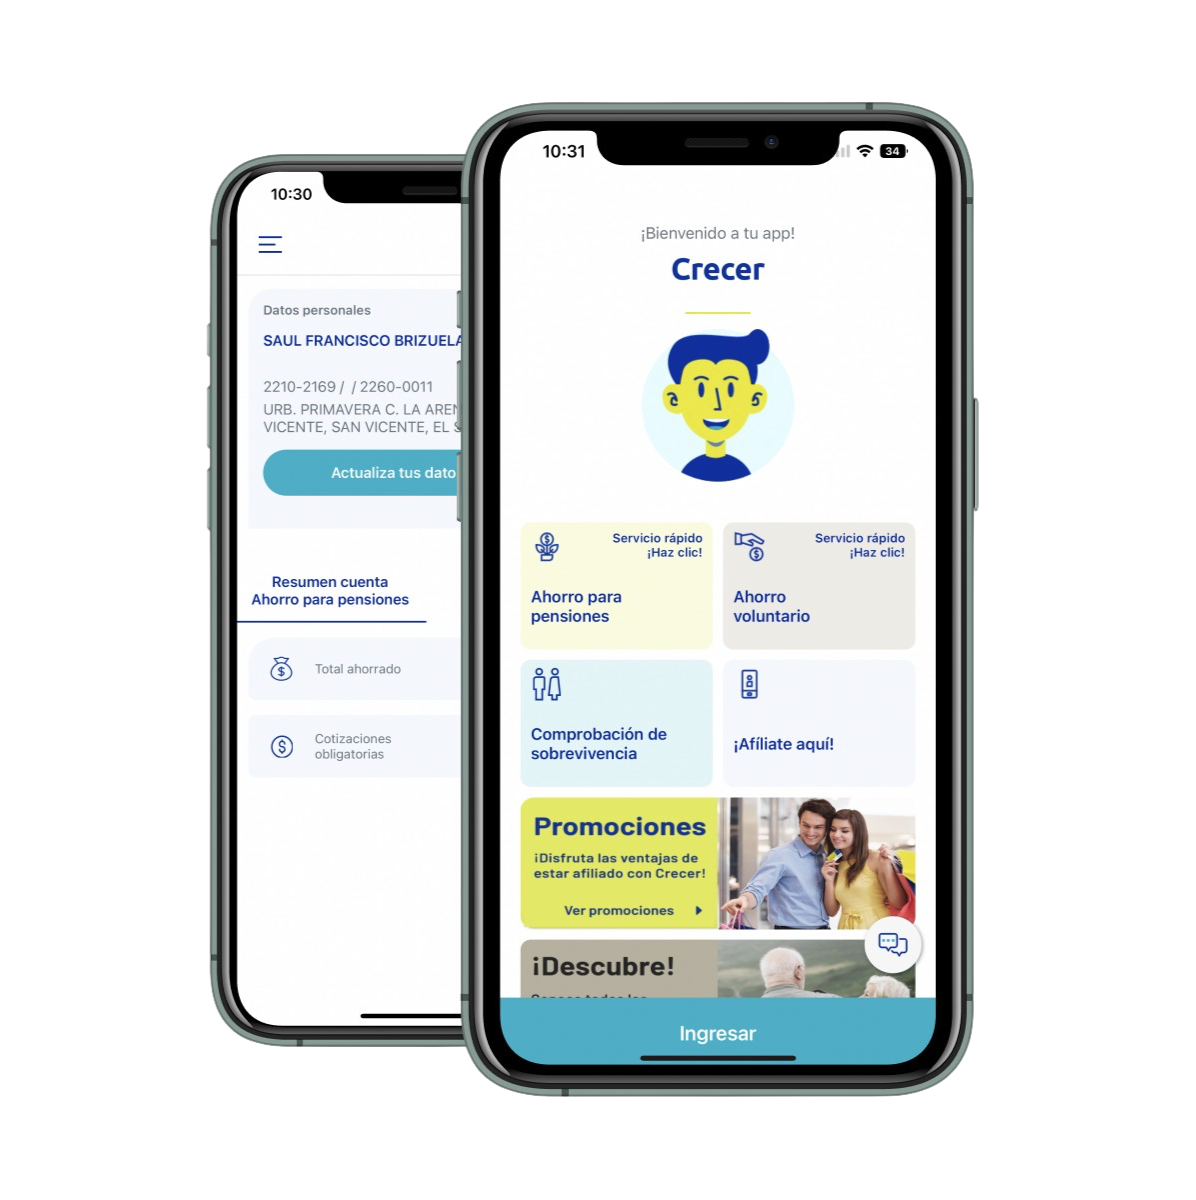 10:30
Datos personales
SAUL FRANCISCO BRIZUELA
2210-2169 / / 2260-0011
URB. PRIMAVERA C. LA
VICENTE, SAN VICENTE, EL
Actualiza tus dato
Resumen cuenta
Ahorro para pensiones
Total ahorrado
Cotizaciones
obligatorias
10:31
34
¡Bienvenido a tu app!
Crecer
Servicio rápido
¡Haz clic!
Ahorro para
pensiones
Servicio rápido
¡Haz clic!
Ahorro
voluntario
Comprobación de
sobrevivencia
¡Afíliate aquí!
Promociones
¡Disfruta las ventajas de
estar afiliado con Crecer!
Ver promociones
¡Descubre!
Ingresar